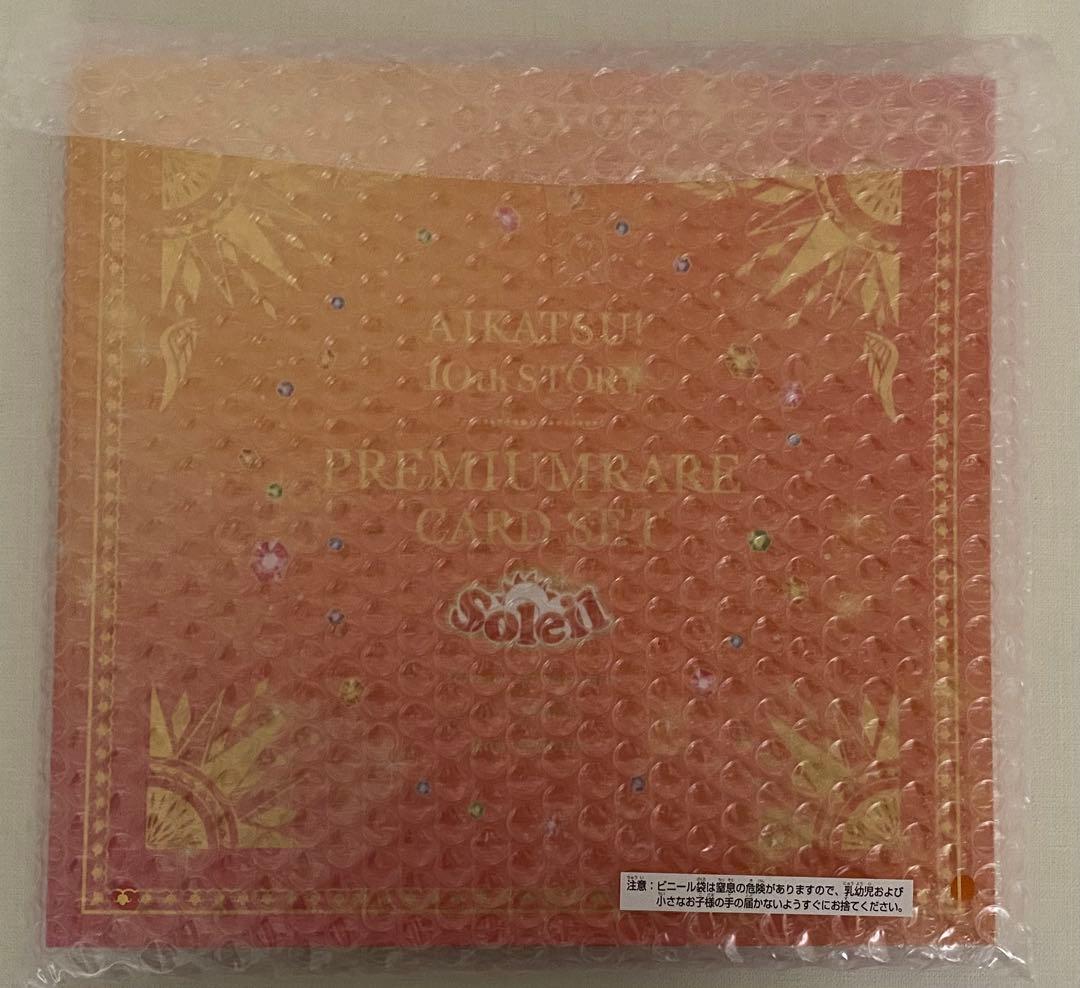 AIKATSU!
10th STORY
PREMIUM RARE
CARD SET
Soleil
注意：ビニール袋は窒息の危険がありますので、乳幼児および
小さなお子様の手の届かないようすぐにお捨てください。